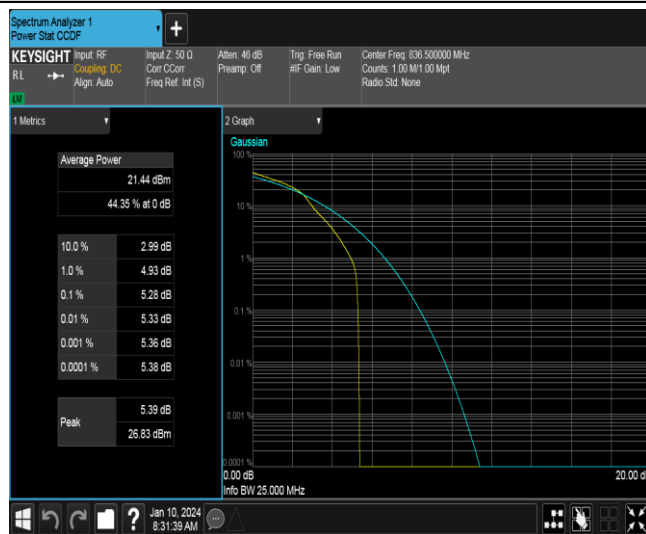 Spectrum Analyzer 1
Power Stat CCDF
+
KEYSIGHT
RL
Input: RF
Coupling: DC
Align: Auto
Input Z: 50 Ω
Corr CCorr
Freq Ref: Int (S)
Atten: 46 dB
Preamp: Off
Trig: Free Run
#IF Gain: Low
Center Freq: 836.500000 MHz
Counts: 1.00 M/1.00 Mpt
Radio Std: None
LXI
1 Metrics
Average Power
21.44 dBm
44.35 % at 0 dB
10.0 % 2.99 dB
1.0 % 4.93 dB
0.1 % 5.28 dB
0.01 % 5.33 dB
0.001 % 5.36 dB
0.0001 % 5.38 dB
Peak
5.39 dB
26.83 dBm
2 Graph
Gaussian
100 %
10 %
1 %
0.1 %
0.01 %
0.001 %
0.0001 %
0.00 dB 20.00 d
Info BW 25.000 MHz
?
Jan 10, 2024
8:31:39 AM